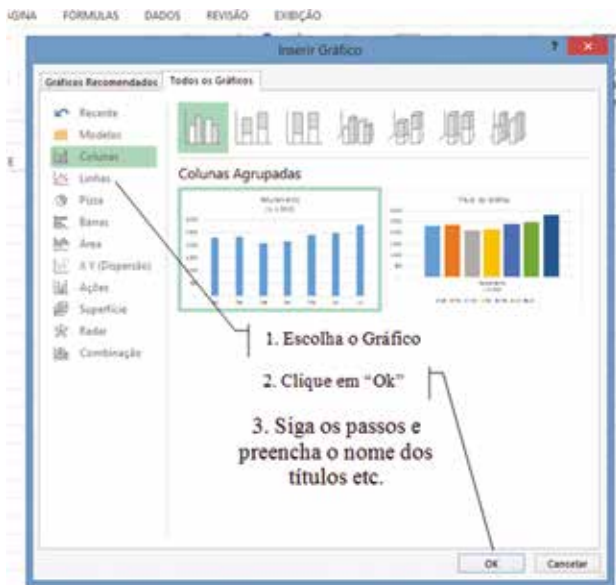 PÁGINA FÓRMULAS DADOS REVISÃO EXIBIÇÃO
Inserir Gráfico
? ×
Gráficos Recomendados Todos os Gráficos
Recente
Modelos
Colunas
Linhas
Pizza
Barras
Área
X Y (Dispersão)
Ações
Superfície
Radar
Combinação
Colunas Agrupadas
1. Escolha o Gráfico
2. Clique em “Ok”
3. Siga os passos e
preencha o nome dos
títulos etc.
OK Cancelar